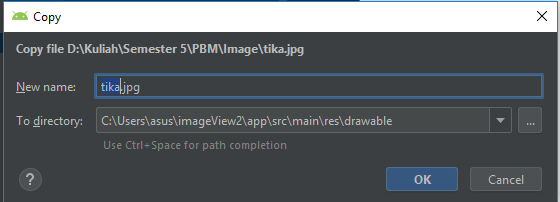 Copy
Copy file D:\Kuliah\Semester 5\PBM\Image\tika.jpg
New name: tika.jpg
To directory: C:\Users\asus\imageView2\app\src\main\res\drawable ...
Use Ctrl+Space for path completion
? OK Cancel